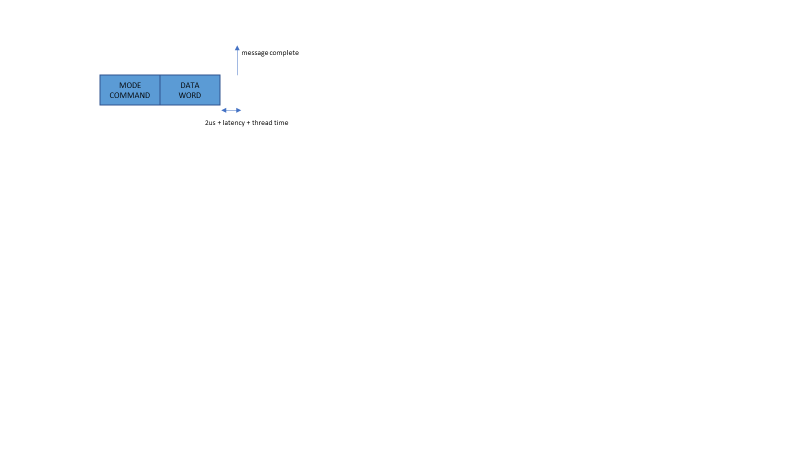 message complete
MODE
COMMAND
DATA
WORD
2us + latency + thread time